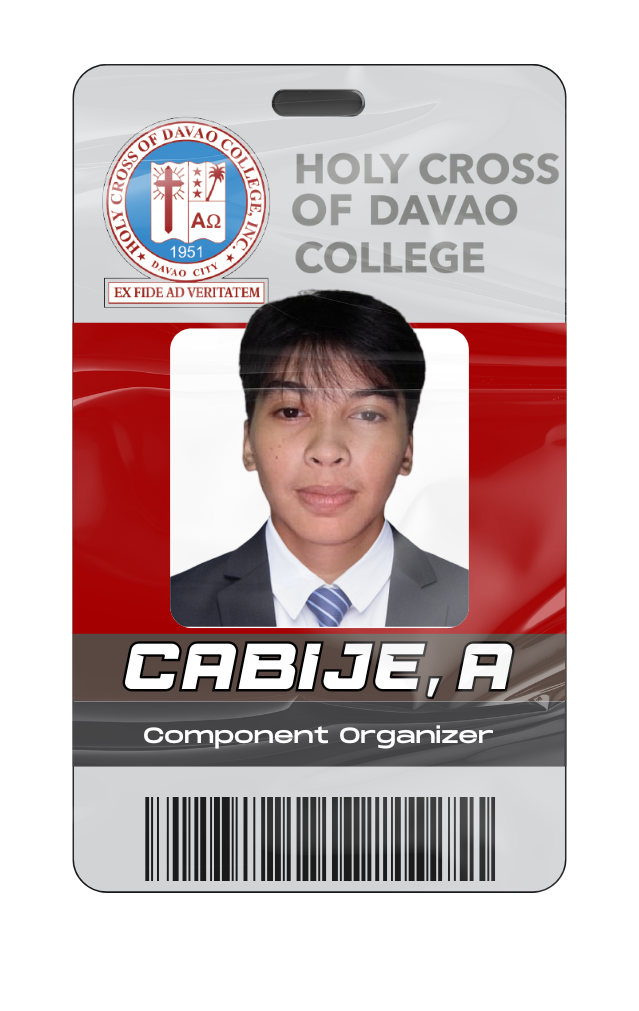 HOLY CROSS OF DAVAO COLLEGE, INC.
ΑΩ
1951
★ DAVAO CITY ★
EX FIDE AD VERITATEM
HOLY CROSS
OF DAVAO
COLLEGE
CABIJE, A
Component Organizer